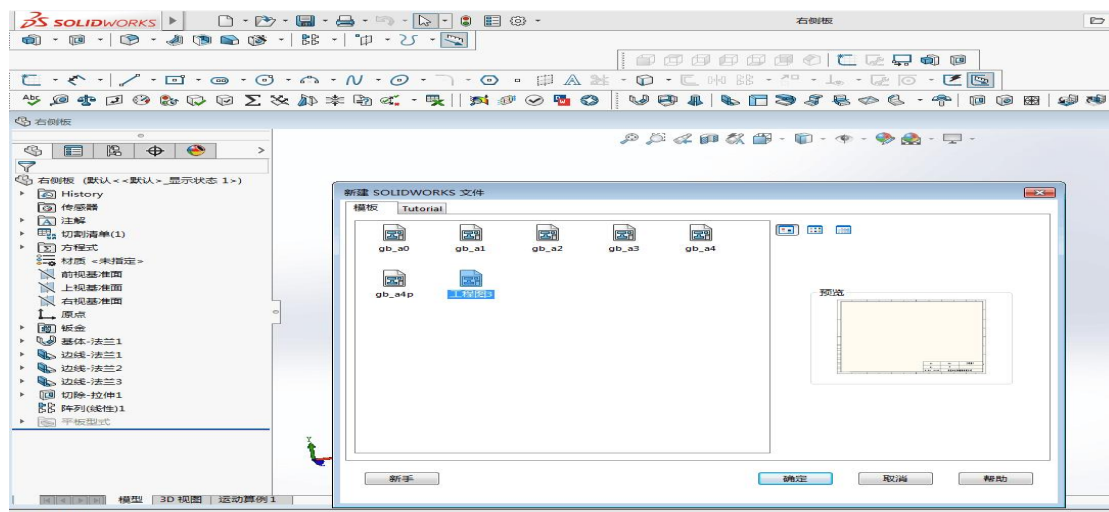 SOLIDWORKS
右侧板
右侧板
右侧板 (默认<<默认>_显示状态 1>)
History
传感器
注解
切割清单(1)
方程式
材质 <未指定>
前视基准面
上视基准面
右视基准面
原点
钣金
基体-法兰1
边线-法兰1
边线-法兰2
边线-法兰3
切除-拉伸1
阵列(线性)1
平板型式
模型 3D 视图 运动算例 1
新建 SOLIDWORKS 文件
模板 Tutorial
gb_a0 gb_a1 gb_a2 gb_a3 gb_a4
gb_a4p 工程图3
预览
新手 确定 取消 帮助